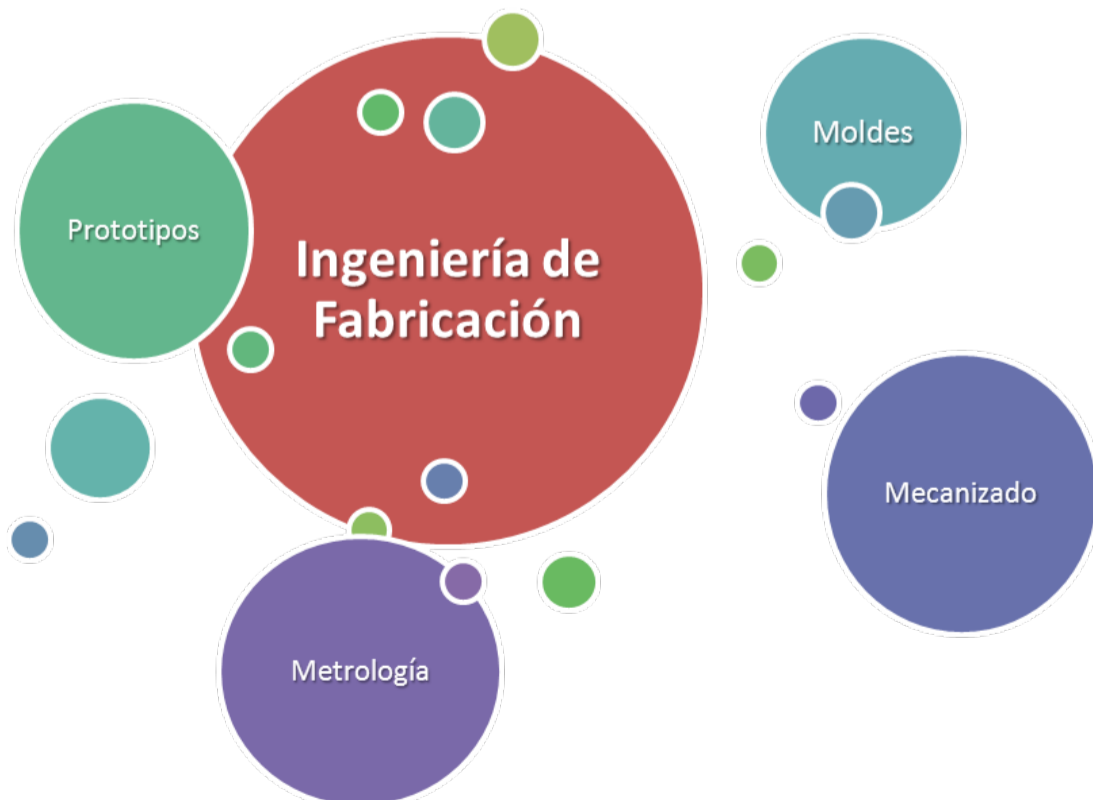 Moldes
Prototipos
Ingeniería de
Fabricación
Mecanizado
Metrología